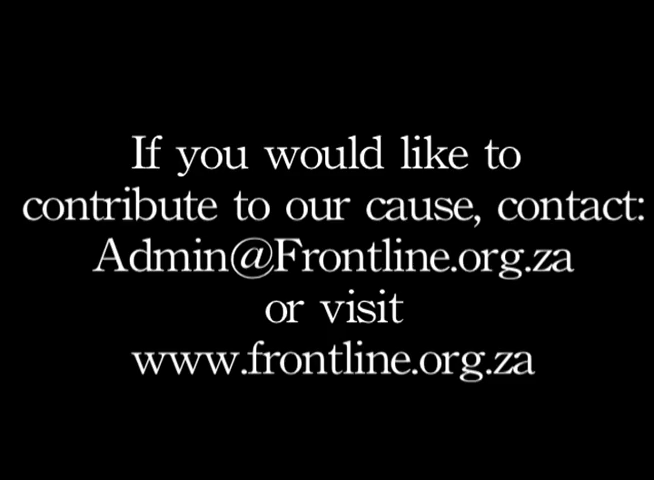 If you would like to
contribute to our cause, contact:
Admin@Frontline.org.za
or visit
www.frontline.org.za